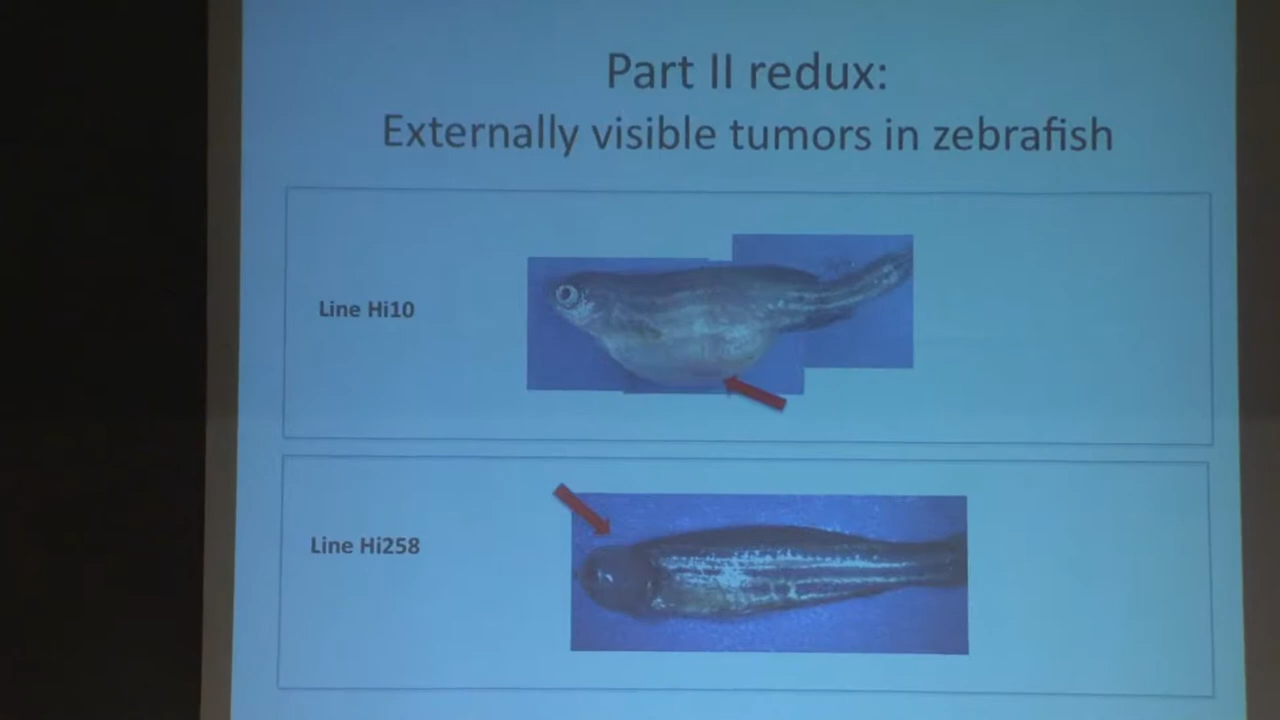 Part II redux:
Externally visible tumors in zebrafish
Line Hi10
Line Hi258